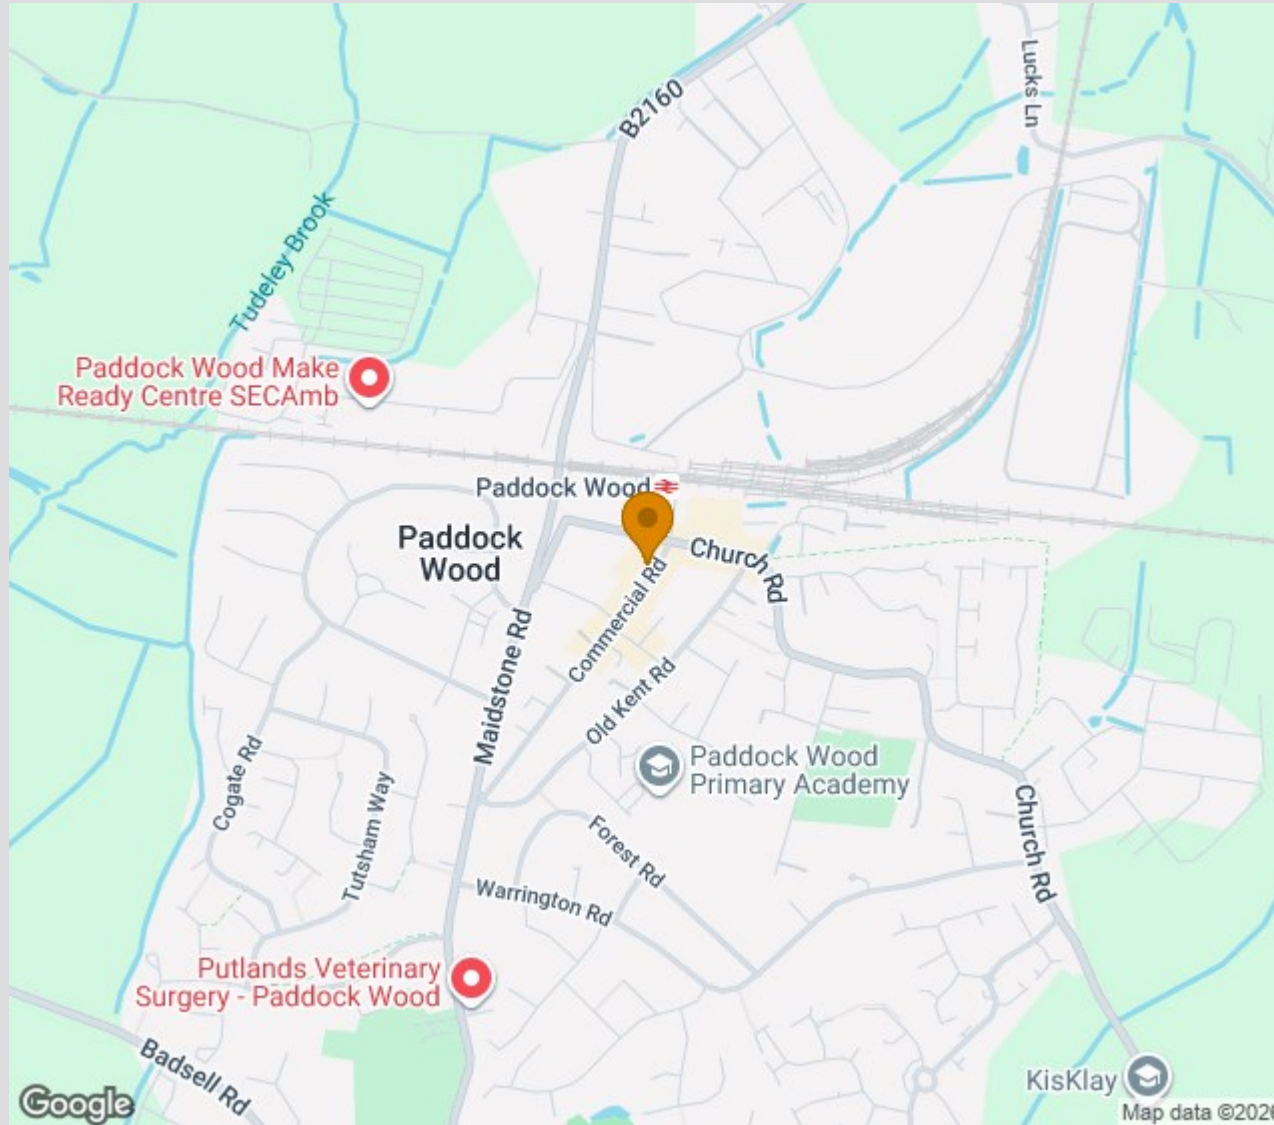 Lucks Ln
B2160
Tudeley Brook
Paddock Wood Make
Ready Centre SECAmb
Paddock Wood
Paddock
Wood
Church Rd
Commercial Rd
Maidstone Rd
Old Kent Rd
Paddock Wood
Primary Academy
Cogate Rd
Tutsham Way
Forest Rd
Church Rd
Warrington Rd
Putlands Veterinary
Surgery - Paddock Wood
Badsell Rd
KisKlay
Google
Map data ©2026